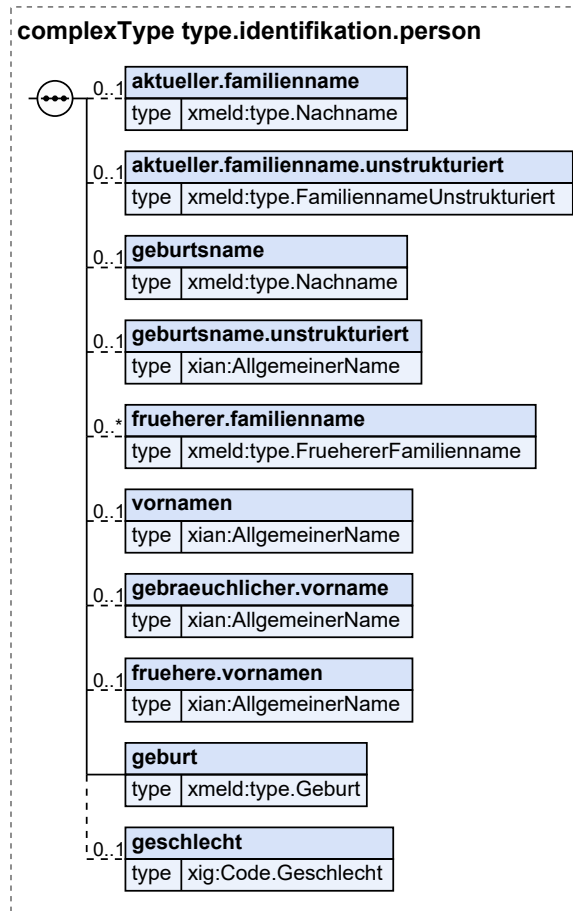 complexType type.identifikation.person
0..1 aktueller.familienname
type xmeld:type.Nachname
0..1 aktueller.familienname.unstrukturiert
type xmeld:type.FamiliennameUnstrukturiert
0..1 geburtsname
type xmeld:type.Nachname
0..1 geburtsname.unstrukturiert
type xian:AllgemeinerName
0..* frueherer.familienname
type xmeld:type.FruehererFamilienname
0..1 vornamen
type xian:AllgemeinerName
0..1 gebraeuchlicher.vorname
type xian:AllgemeinerName
0..1 fruehere.vornamen
type xian:AllgemeinerName
geburt
type xmeld:type.Geburt
0..1 geschlecht
type xig:Code.Geschlecht